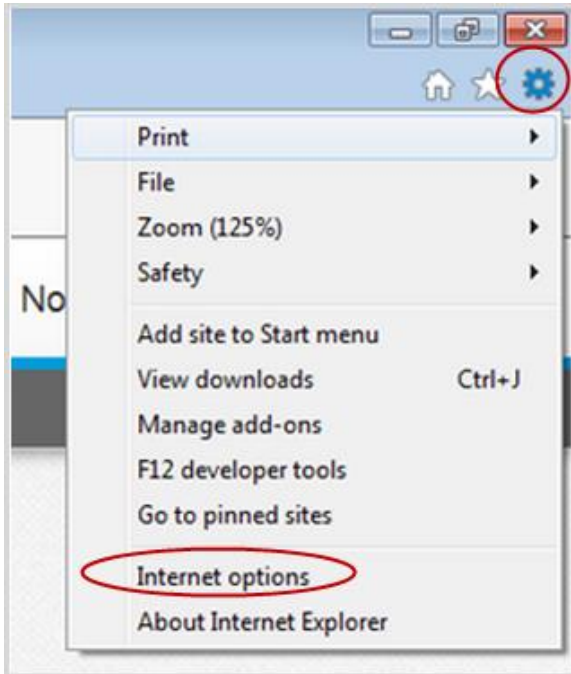 Print
File
Zoom (125%)
Safety
No
Add site to Start menu
View downloads Ctrl+J
Manage add-ons
F12 developer tools
Go to pinned sites
Internet options
About Internet Explorer